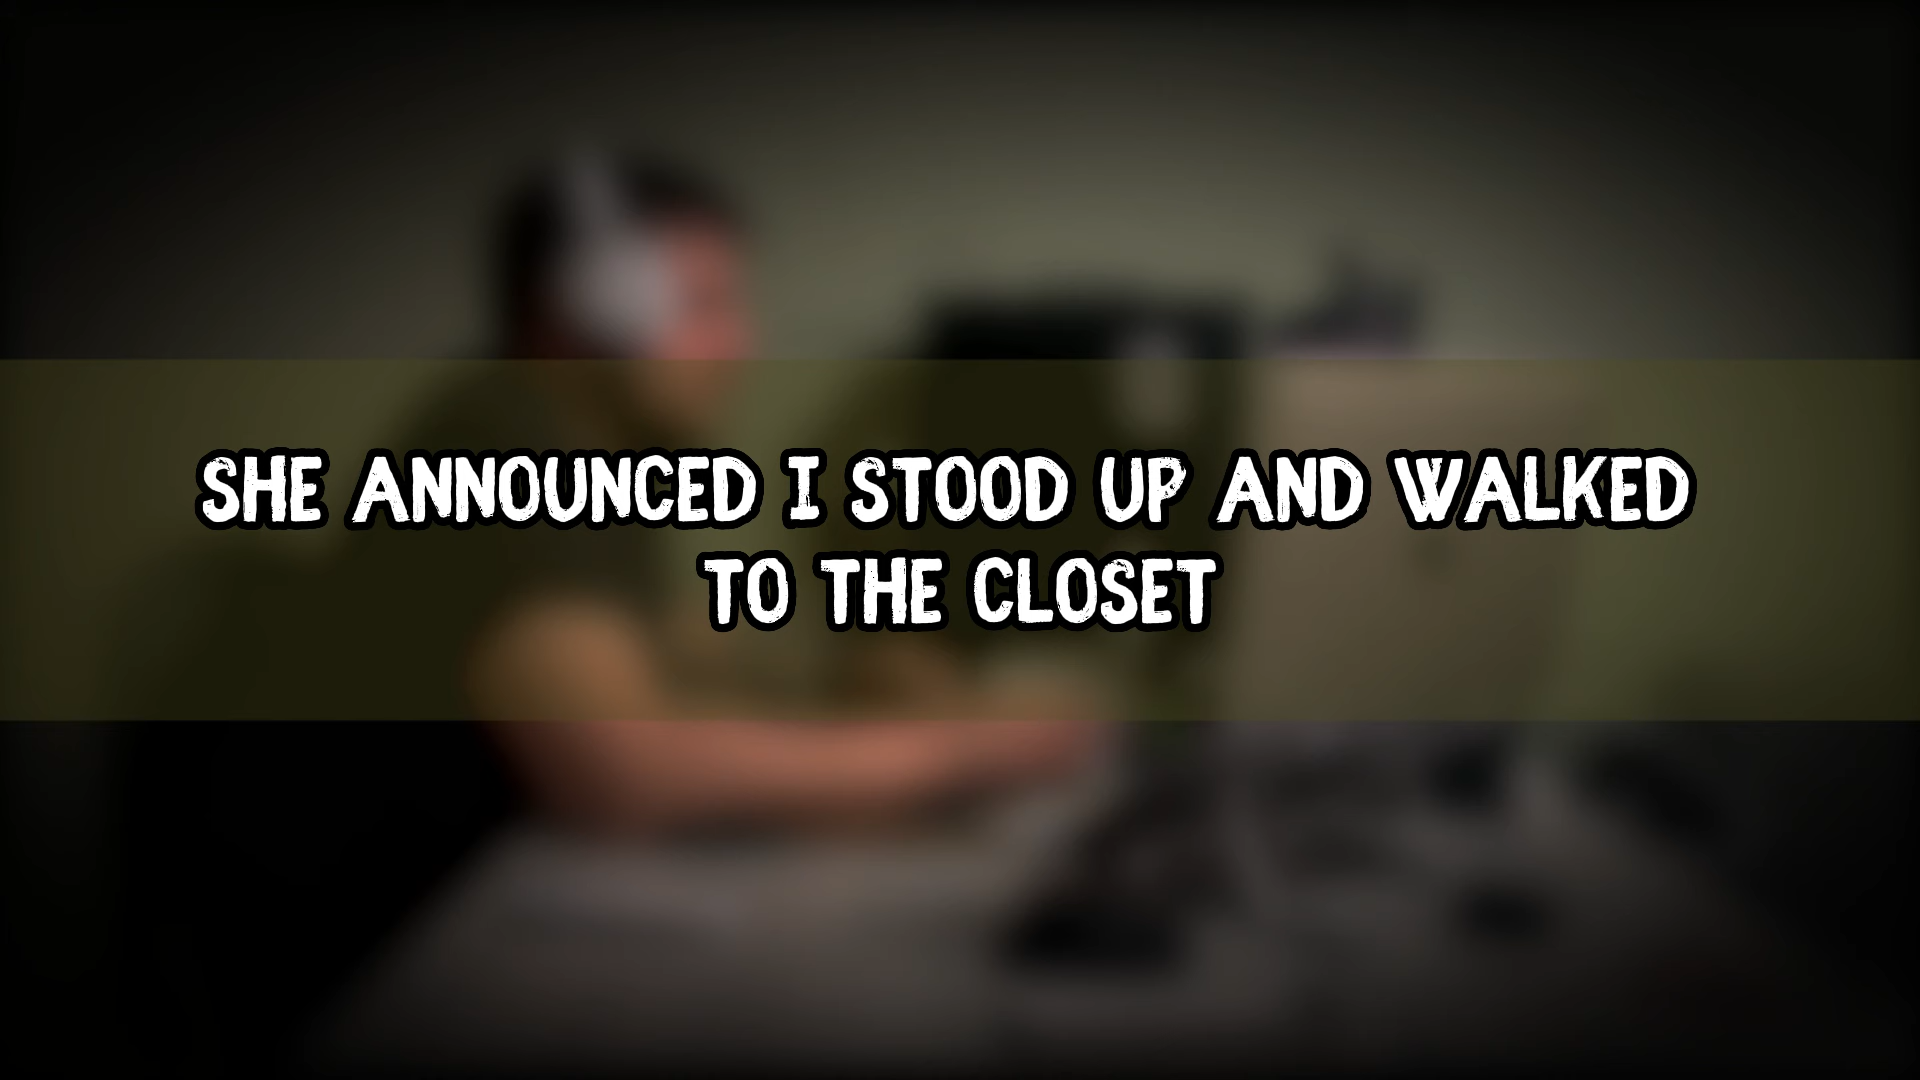 SHE ANNOUNCED I STOOD UP AND WALKED
TO THE CLOSET